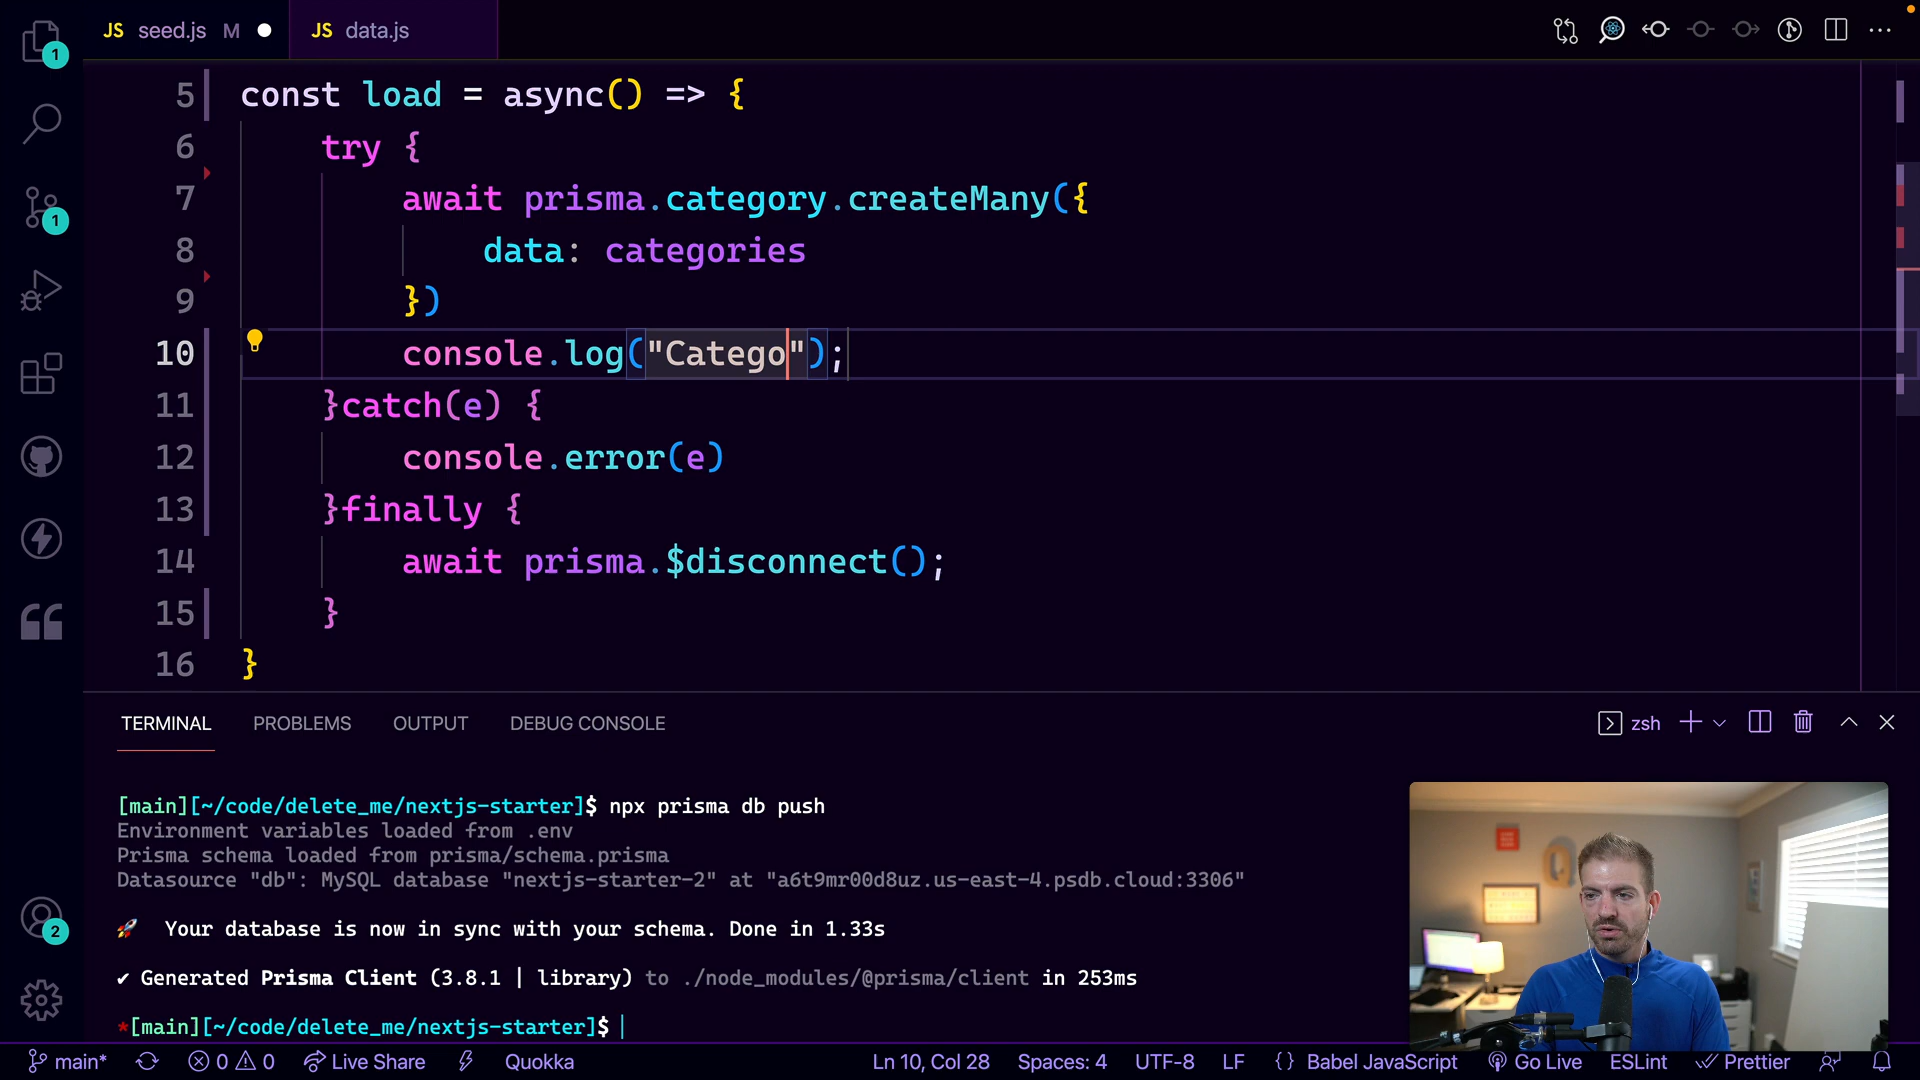 JS seed.js M
JS data.js
5 const load = async() => {
6 try {
7 await prisma.category.createMany({
8 data: categories
9 })
10 console.log("Catego");
11 }catch(e) {
12 console.error(e)
13 }finally {
14 await prisma.$disconnect();
15 }
16 }
1
1
2
TERMINAL PROBLEMS OUTPUT DEBUG CONSOLE
zsh
[main][~/code/delete_me/nextjs-starter]$ npx prisma db push
Environment variables loaded from .env
Prisma schema loaded from prisma/schema.prisma
Datasource "db": MySQL database "nextjs-starter-2" at "a6t9mr00d8uz.us-east-4.psdb.cloud:3306"
🚀 Your database is now in sync with your schema. Done in 1.33s
✔ Generated Prisma Client (3.8.1 | library) to ./node_modules/@prisma/client in 253ms
*[main][~/code/delete_me/nextjs-starter]$
main* 0 0 Live Share Quokka Ln 10, Col 28 Spaces: 4 UTF-8 LF {} Babel JavaScript Go Live ESLint Prettier